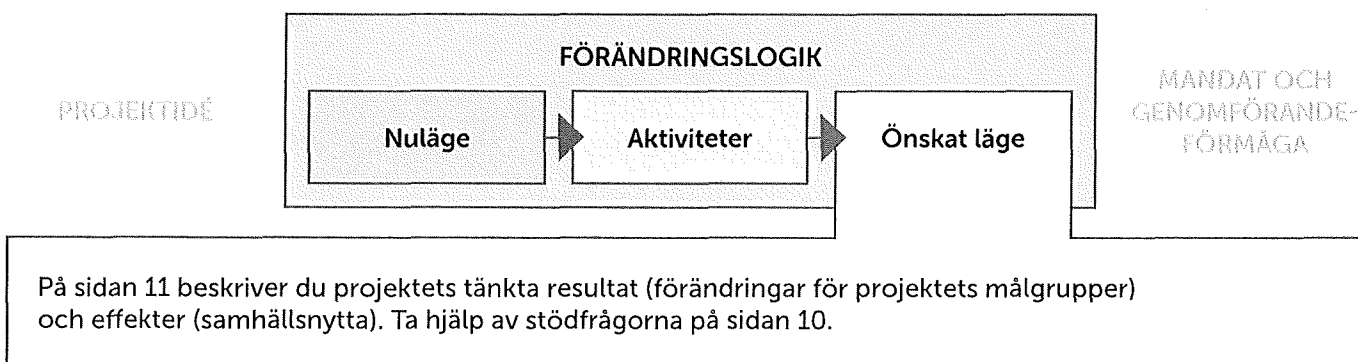 FÖRÄNDRINGSLOGIK
PROJEKTIDÉ
Nuläge
Aktiviteter
Önskat läge
MANDAT OCH
GENOMFÖRANDE-
FÖRMÅGA
På sidan 11 beskriver du projektets tänkta resultat (förändringar för projektets målgrupper)
och effekter (samhällsnytta). Ta hjälp av stödfrågorna på sidan 10.